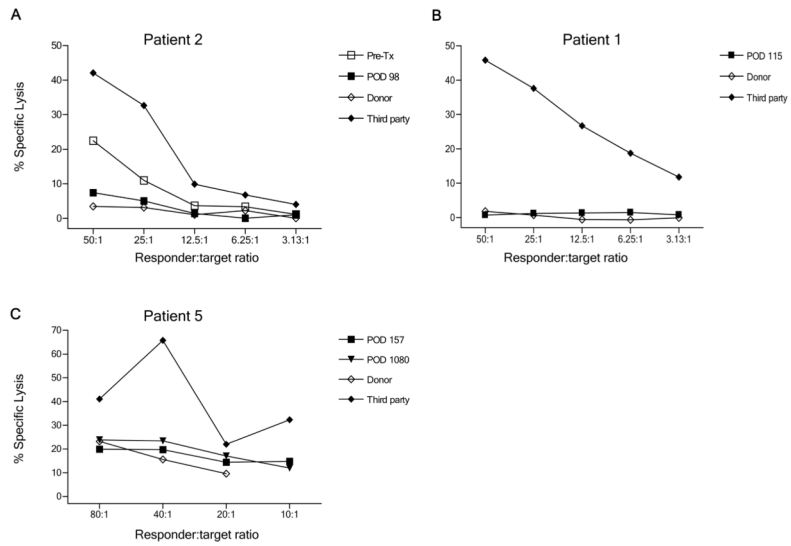 A
Patient 2
% Specific Lysis
50
40
30
20
10
0
50:1 25:1 12.5:1 6.25:1 3.13:1
Responder:target ratio
Pre-Tx
POD 98
Donor
Third party
B
Patient 1
% Specific Lysis
50
40
30
20
10
0
50:1 25:1 12.5:1 6.25:1 3.13:1
Responder:target ratio
POD 115
Donor
Third party
C
Patient 5
% Specific Lysis
70
60
50
40
30
20
10
0
80:1 40:1 20:1 10:1
Responder:target ratio
POD 157
POD 1080
Donor
Third party